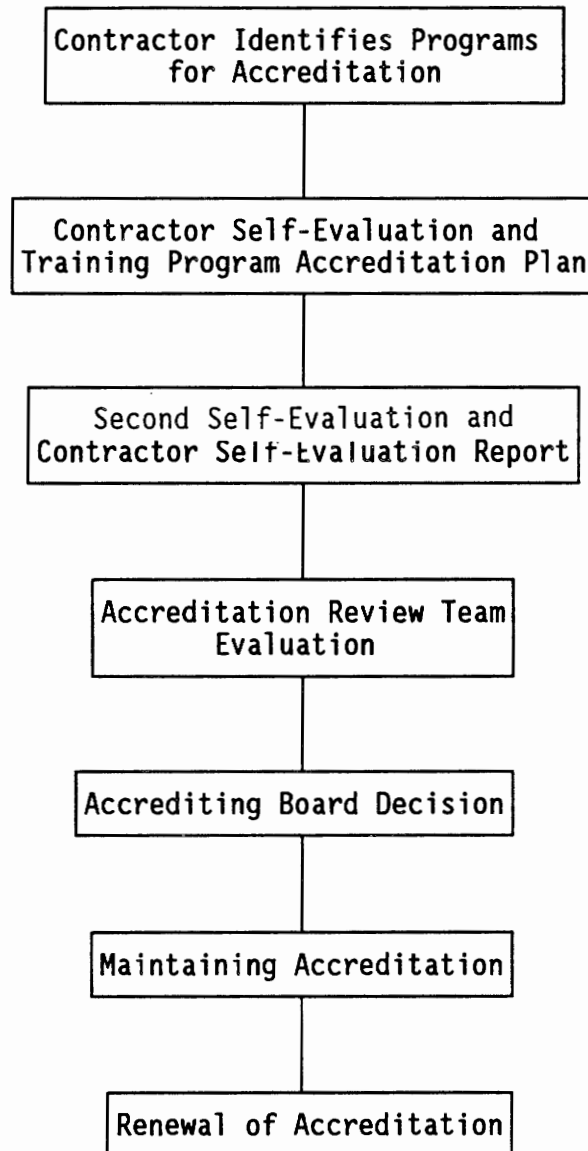 Contractor Identifies Programs
for Accreditation
Contractor Self-Evaluation and
Training Program Accreditation Plan
Second Self-Evaluation and
Contractor Self-Evaluation Report
Accreditation Review Team
Evaluation
Accrediting Board Decision
Maintaining Accreditation
Renewal of Accreditation